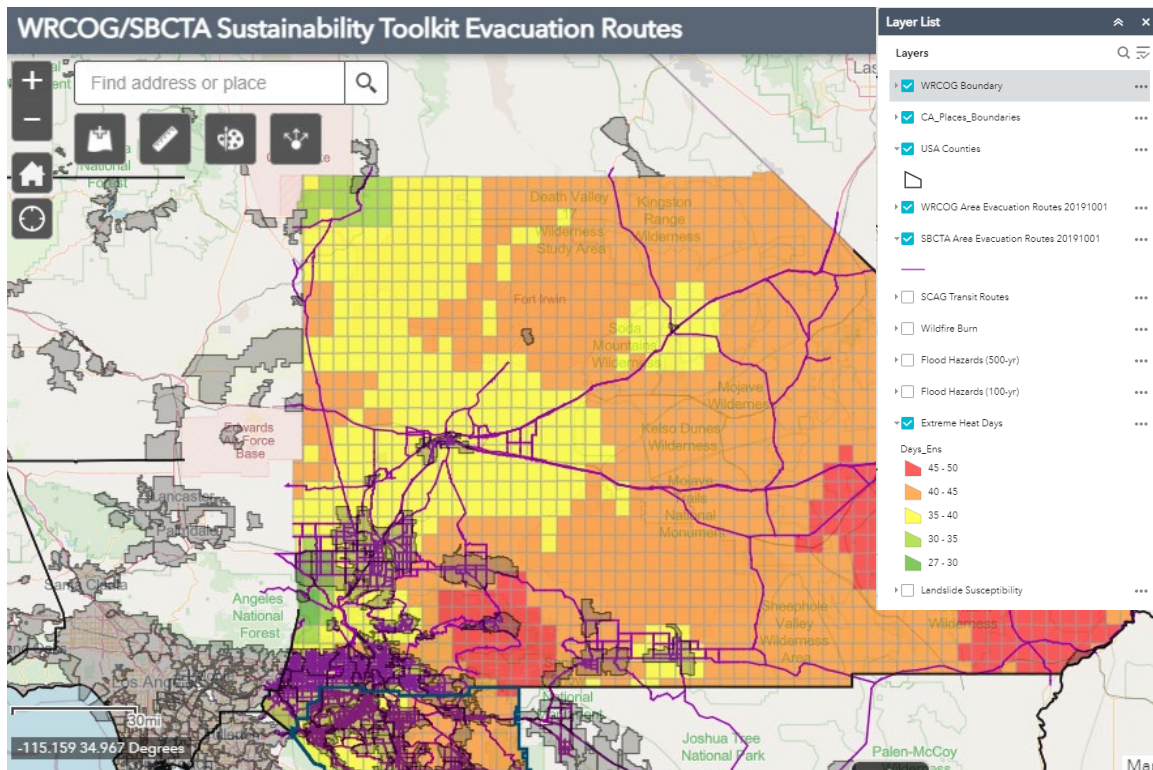 WRCOG/SBCTA Sustainability Toolkit Evacuation Routes
Find address or place
National
Forest
Death Valley
17
Wilderness
Study Area
Kingston
Range
Wilderness
Fort Irwin
Soda
Mountains
Wilderness
Mojave
Wilderness
Kelso Dunes
Wilderness
Edwards
Air Force
Base
Mojave
Trails
National
Monument
Lancaster
Palmdale
Santa Clarita
Angeles
National
Forest
Los Angeles
Sheephole
Valley
Wilderness
Area
Wilderness
National
Joshua Tree
National Park
Palen-McCoy
Wilderness
30mi
-115.159 34.967 Degrees
Layer List
Layers
WRCOG Boundary
CA_Places_Boundaries
USA Counties
WRCOG Area Evacuation Routes 20191001
SBCTA Area Evacuation Routes 20191001
SCAG Transit Routes
Wildfire Burn
Flood Hazards (500-yr)
Flood Hazards (100-yr)
Extreme Heat Days
Days_Ens
45 - 50
40 - 45
35 - 40
30 - 35
27 - 30
Landslide Susceptibility